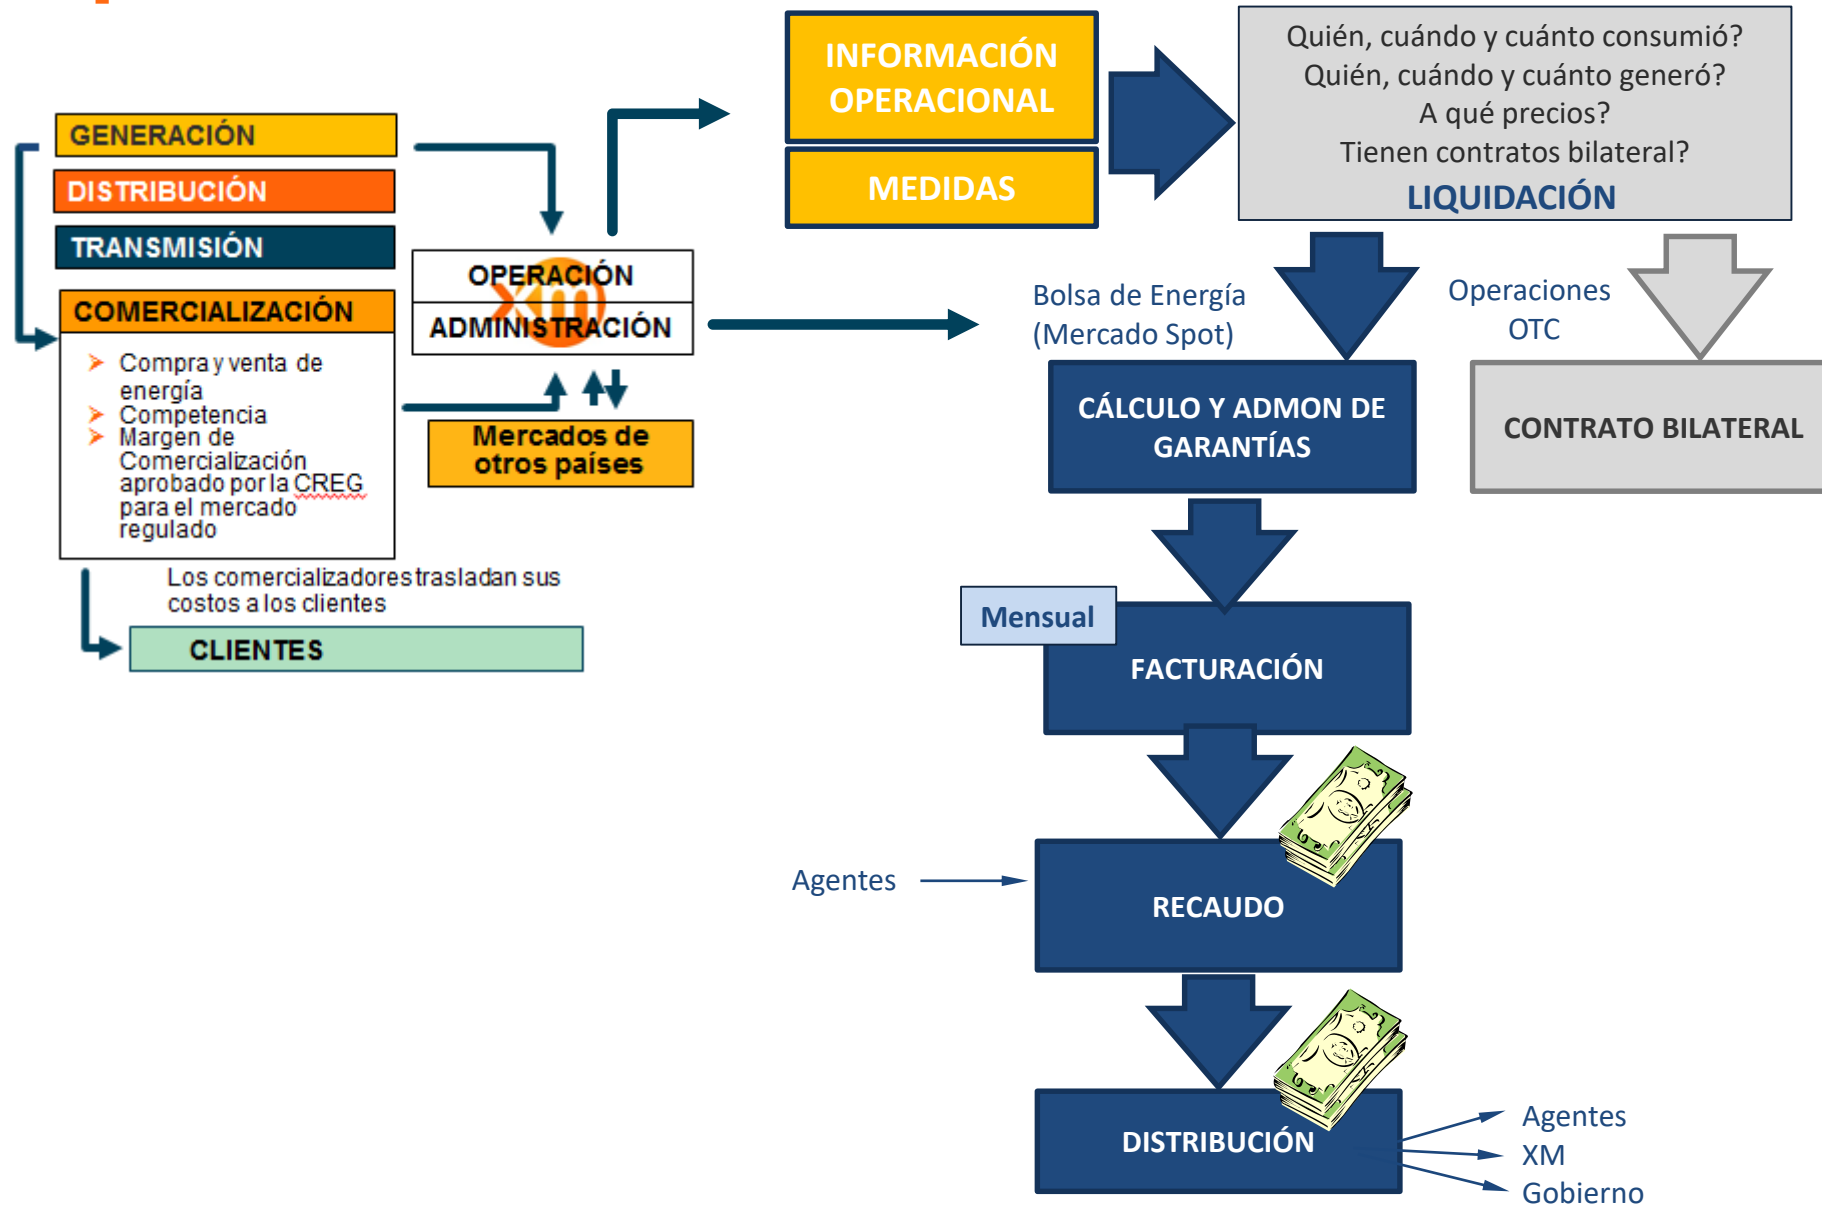 GENERACIÓN
DISTRIBUCIÓN
TRANSMISIÓN
COMERCIALIZACIÓN
Compra y venta de
energía
Competencia
Margen de
Comercialización
aprobado por la CREG
para el mercado
regulado
Los comercializadores trasladan sus
costos a los clientes
CLIENTES
xm
OPERACIÓN
ADMINISTRACIÓN
Mercados de
otros países
INFORMACIÓN
OPERACIONAL
MEDIDAS
Quién, cuándo y cuánto consumió?
Quién, cuándo y cuánto generó?
A qué precios?
Tienen contratos bilateral?
LIQUIDACIÓN
Bolsa de Energía
(Mercado Spot)
Operaciones
OTC
CÁLCULO Y ADMON DE
GARANTÍAS
CONTRATO BILATERAL
Mensual
FACTURACIÓN
Agentes
RECAUDO
DISTRIBUCIÓN
Agentes
XM
Gobierno